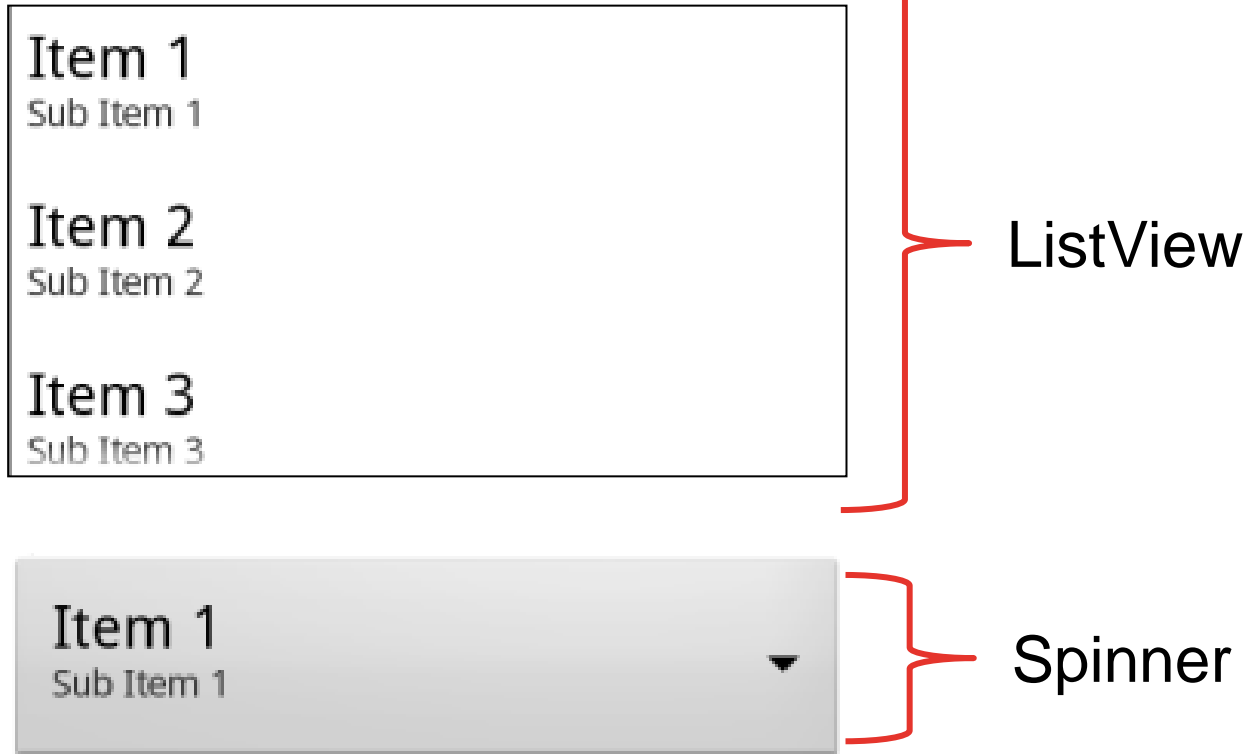 Item 1
Sub Item 1
Item 2
Sub Item 2
Item 3
Sub Item 3
ListView
Item 1
Sub Item 1
Spinner